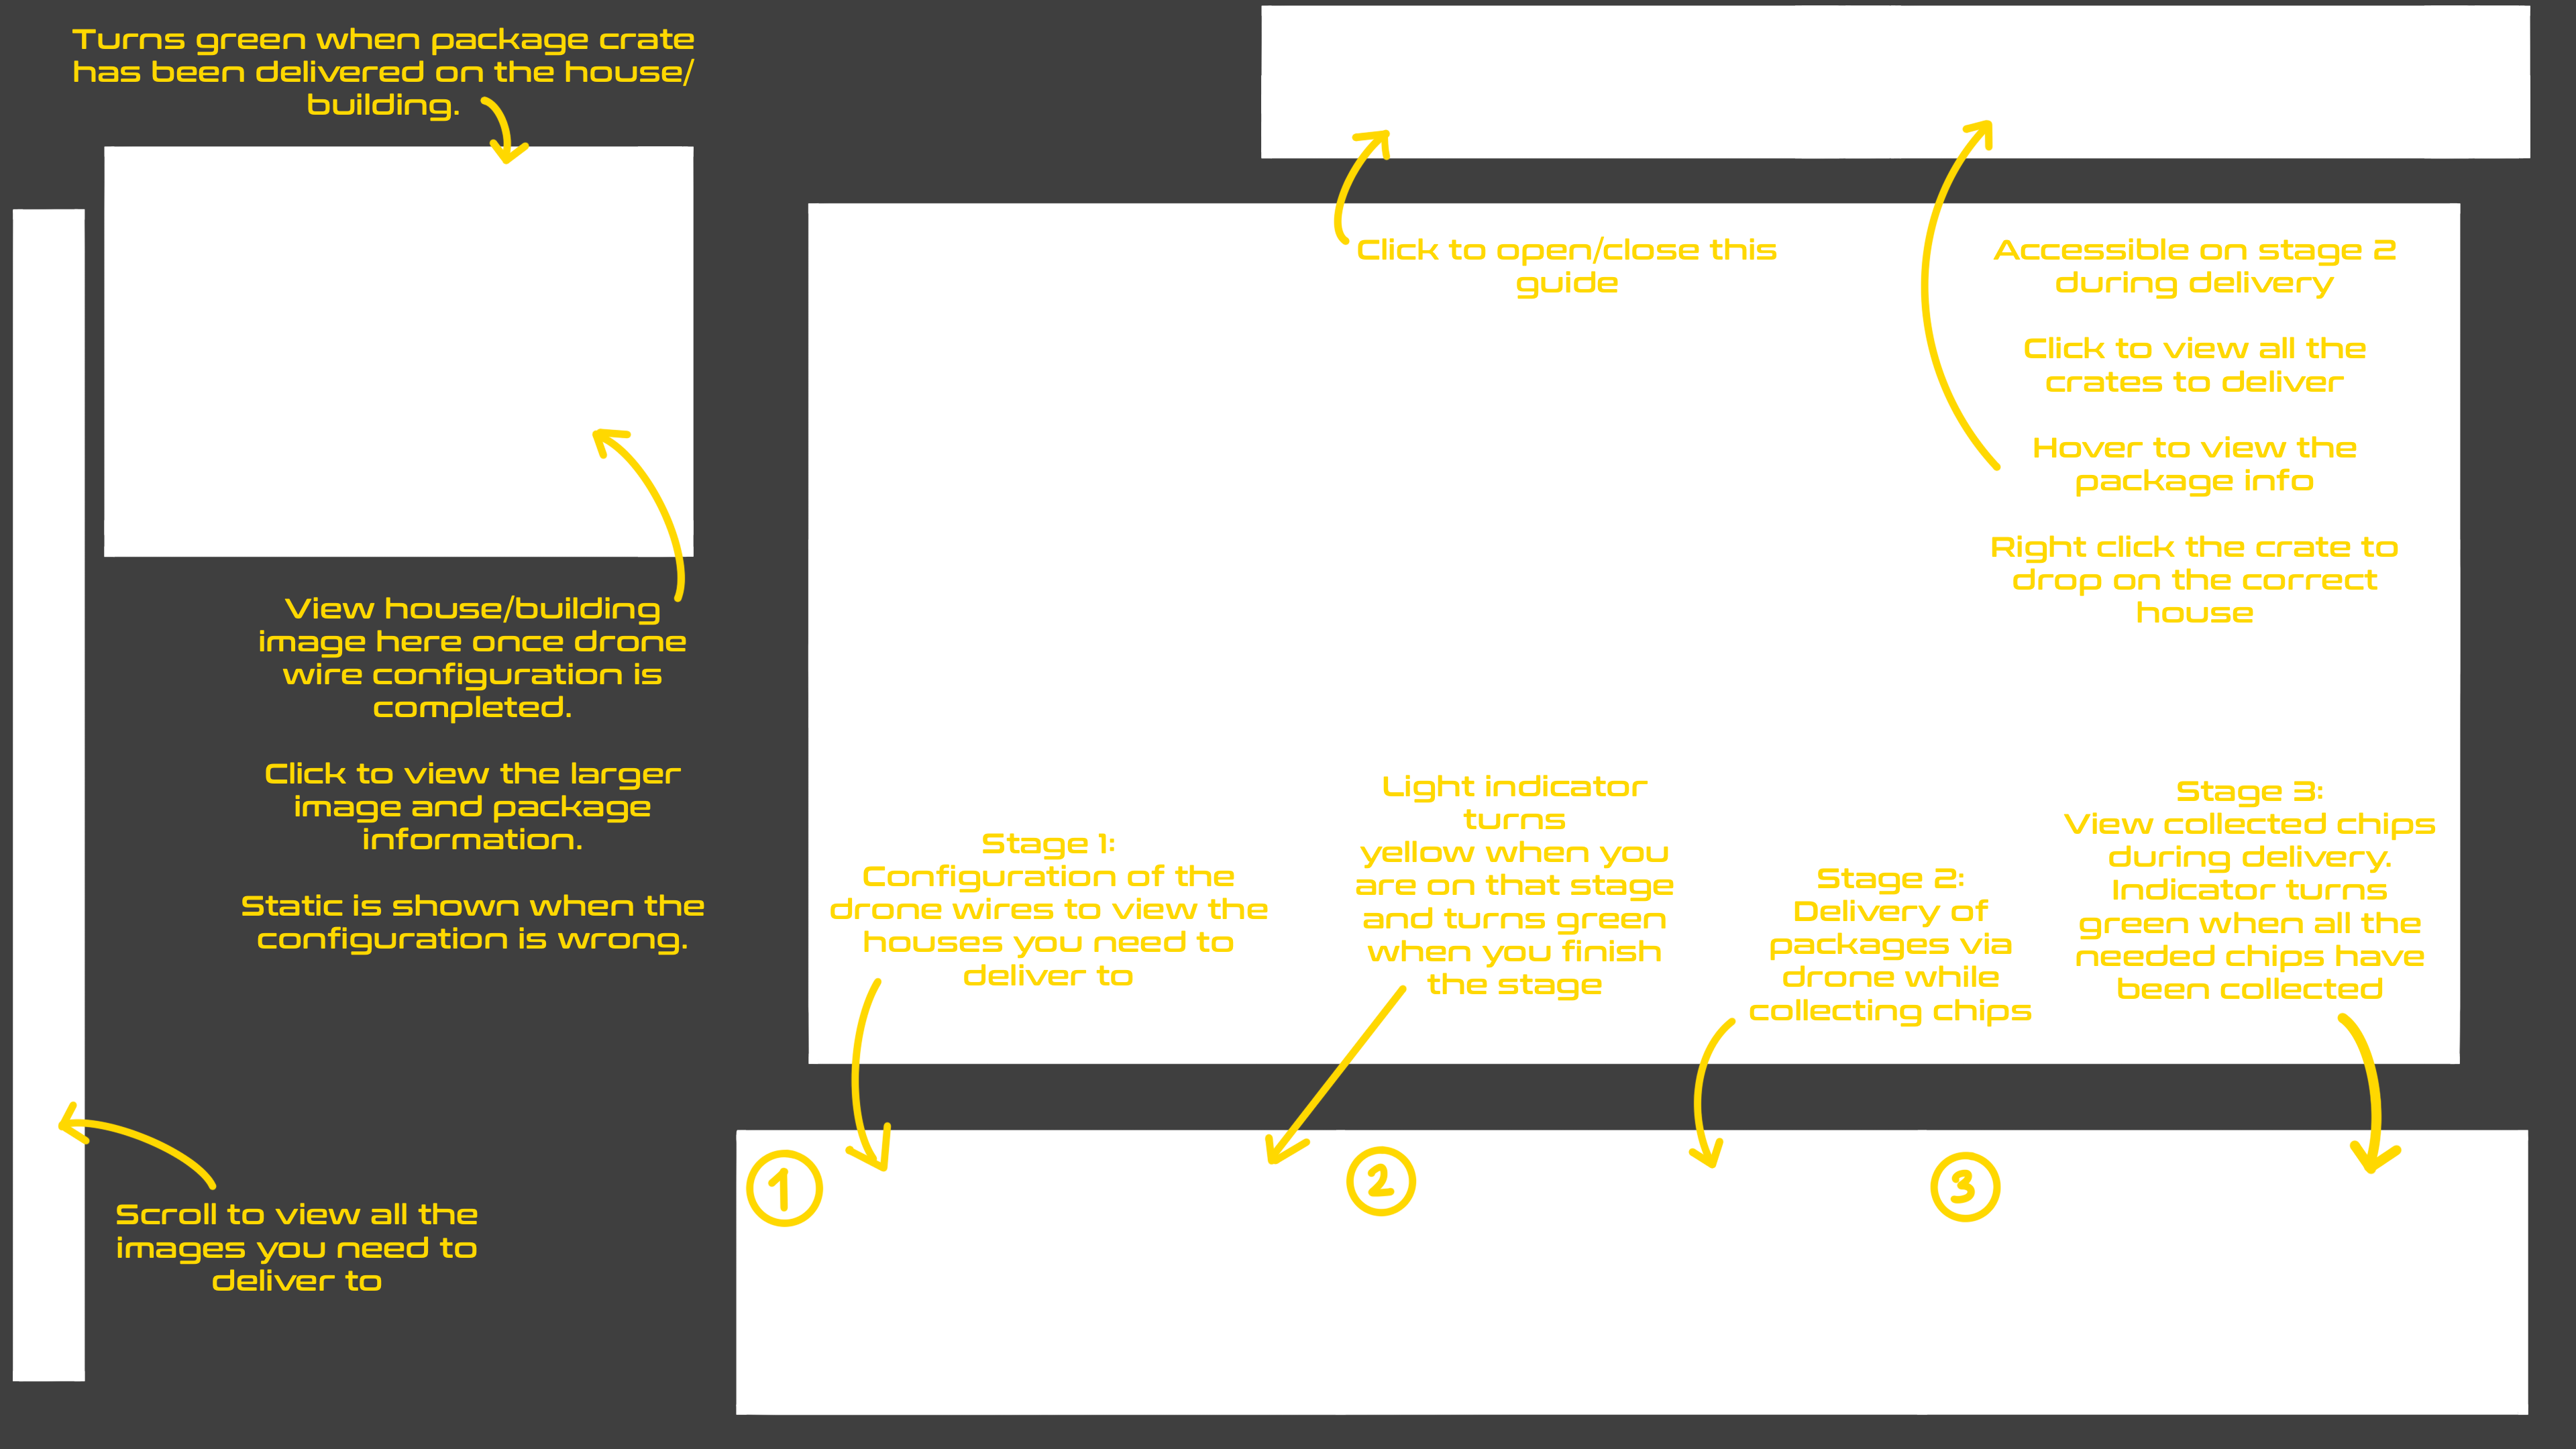 Turns green when package crate
has been delivered on the house/
building.
Click to open/close this
guide
Accessible on stage 2
during delivery
Click to view all the
crates to deliver
Hover to view the
package info
Right click the crate to
drop on the correct
house
View house/building
image here once drone
wire configuration is
completed.
Click to view the larger
image and package
information.
Static is shown when the
configuration is wrong.
Stage 1:
Configuration of the
drone wires to view the
houses you need to
deliver to
Light indicator
turns
yellow when you
are on that stage
and turns green
when you finish
the stage
Stage 2:
Delivery of
packages via
drone while
collecting chips
Stage 3:
View collected chips
during delivery.
Indicator turns
green when all the
needed chips have
been collected
1
2
3
Scroll to view all the
images you need to
deliver to